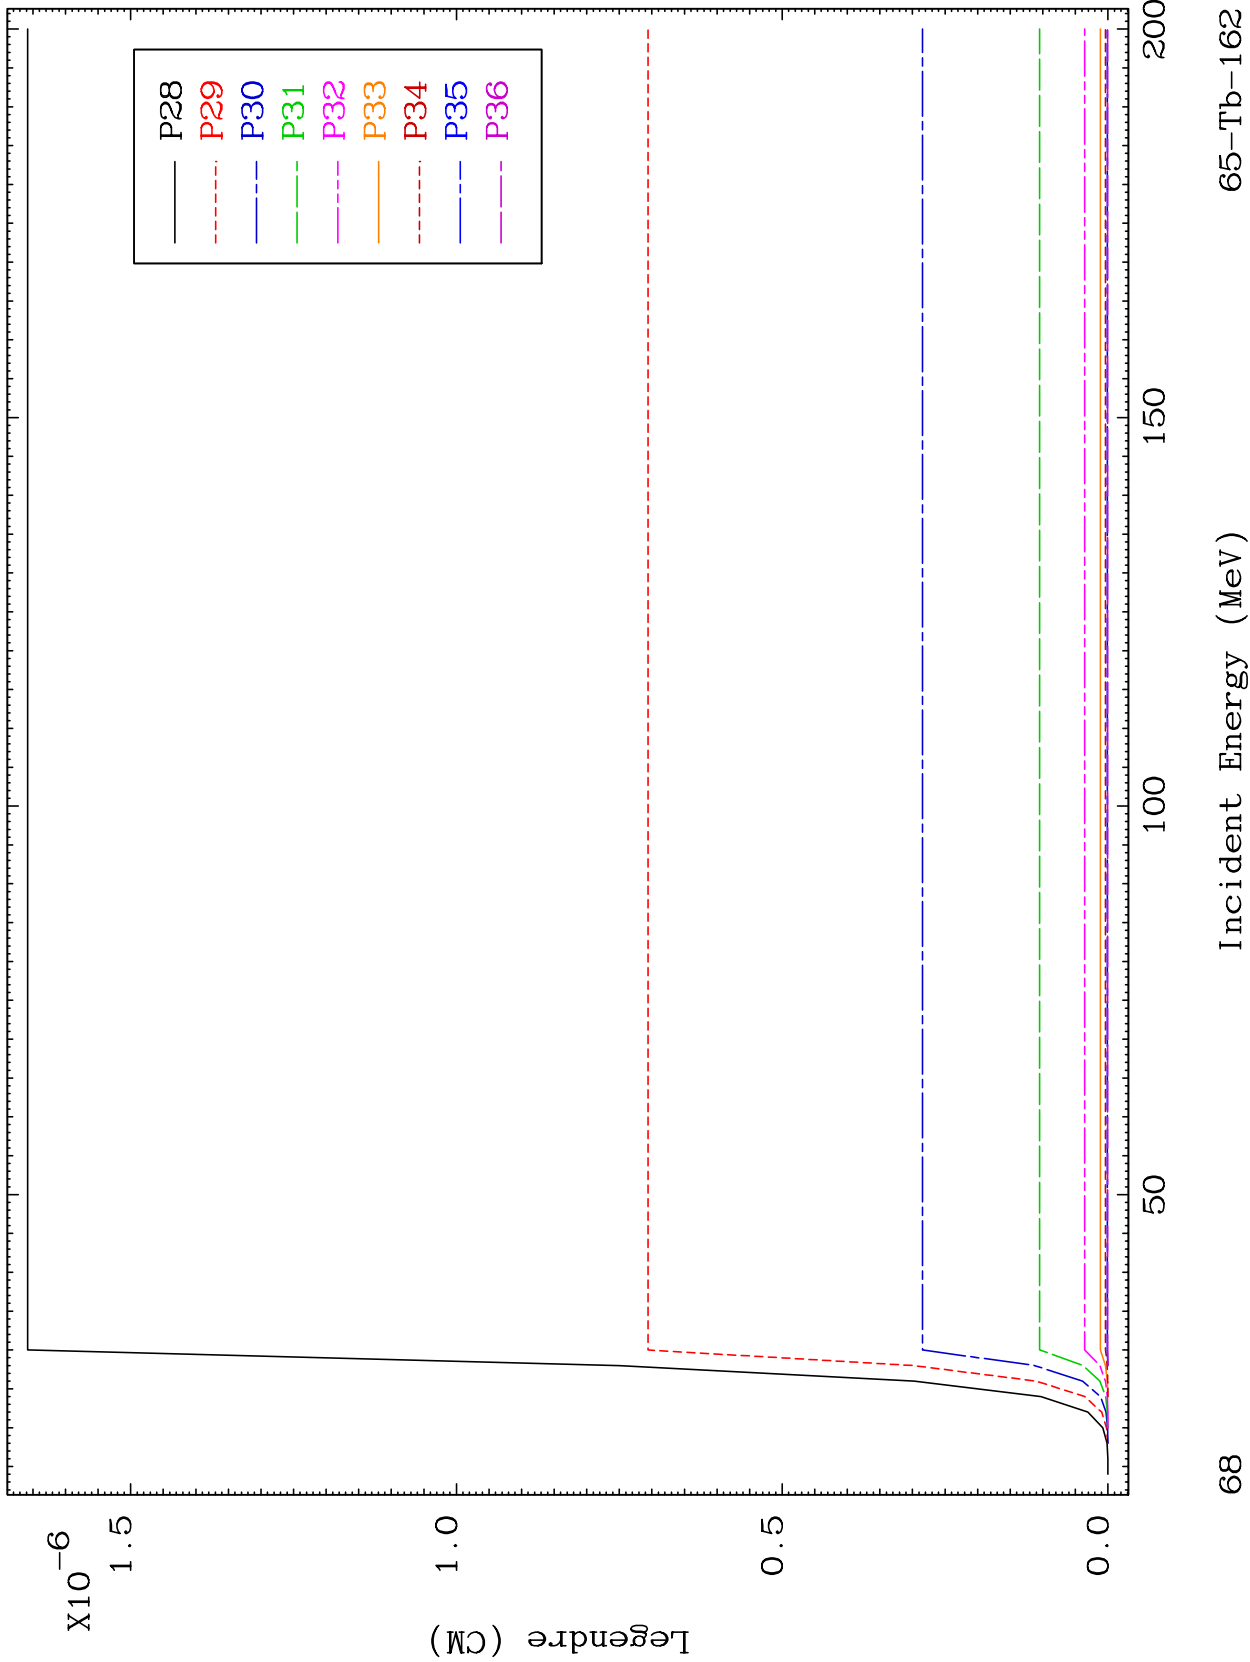 X10-6
1.5
1.0
0.5
0.0
Legendre (CM)
P28
P29
P30
P31
P32
P33
P34
P35
P36
50
100
150
200
68
Incident Energy (MeV)
65-Tb-162